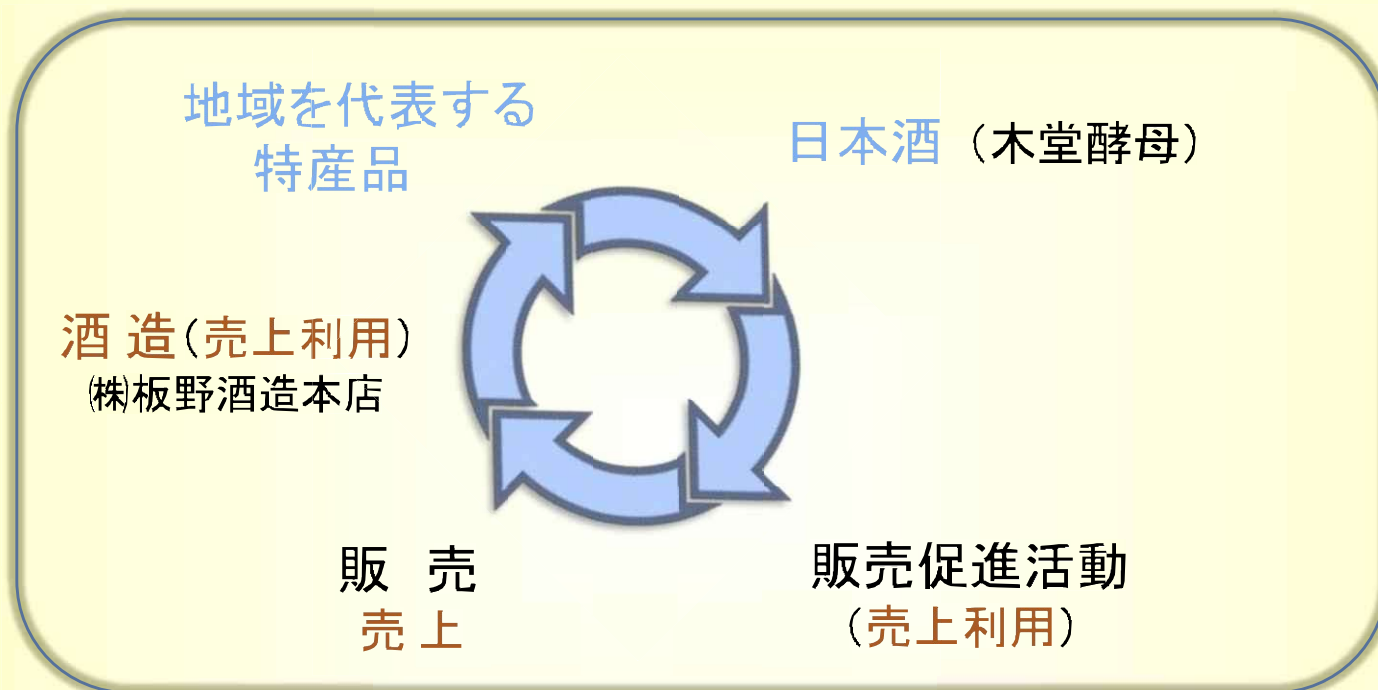 地域を代表する
特産品
日本酒（木堂酵母）
酒 造（売上利用）
㈱板野酒造本店
販 売
売 上
販売促進活動
（売上利用）